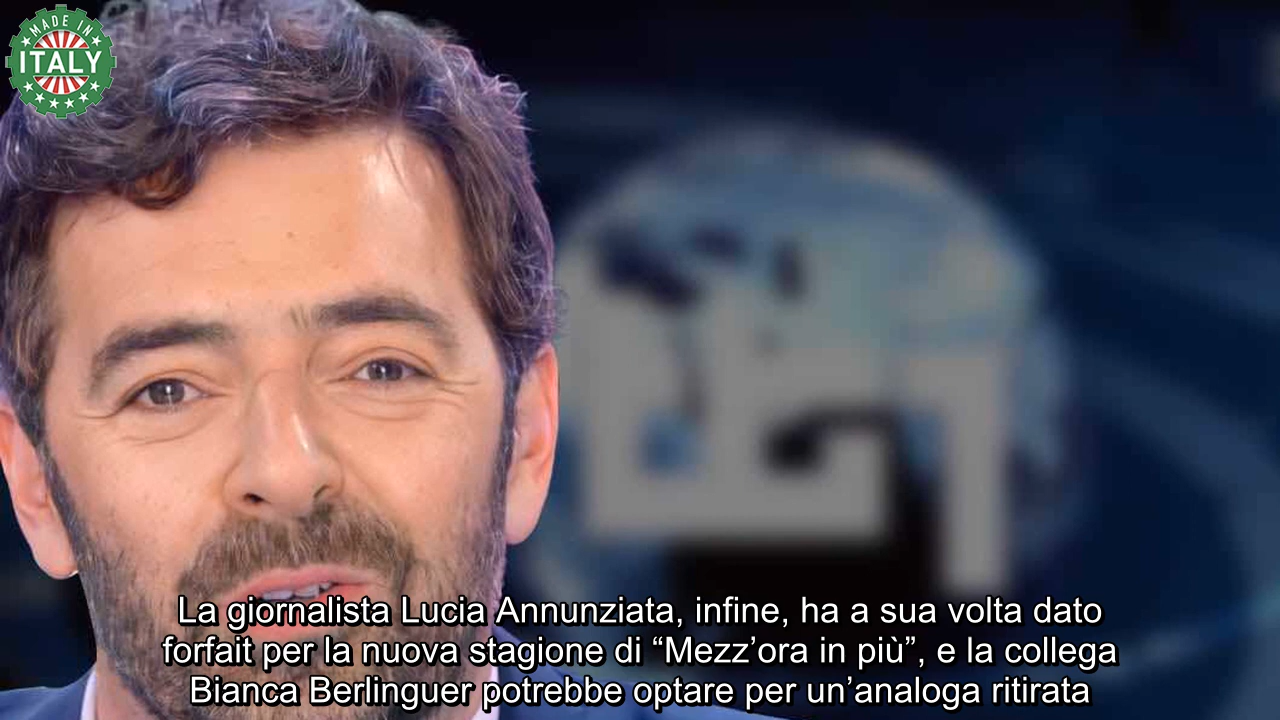 MADE IN
ITALY
La giornalista Lucia Annunziata, infine, ha a sua volta dato
forfait per la nuova stagione di “Mezz’ora in più”, e la collega
Bianca Berlinguer potrebbe optare per un’analoga ritirata